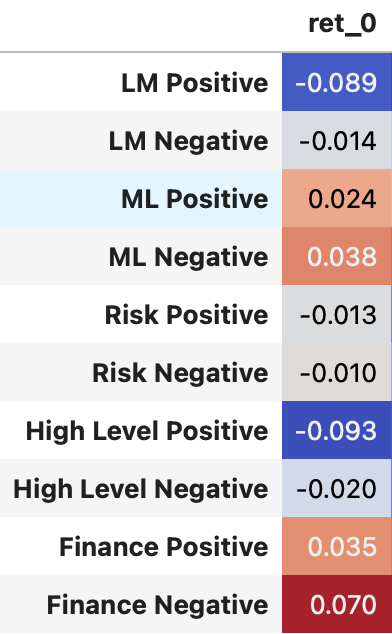 ret_0
LM Positive -0.089
LM Negative -0.014
ML Positive 0.024
ML Negative 0.038
Risk Positive -0.013
Risk Negative -0.010
High Level Positive -0.093
High Level Negative -0.020
Finance Positive 0.035
Finance Negative 0.070